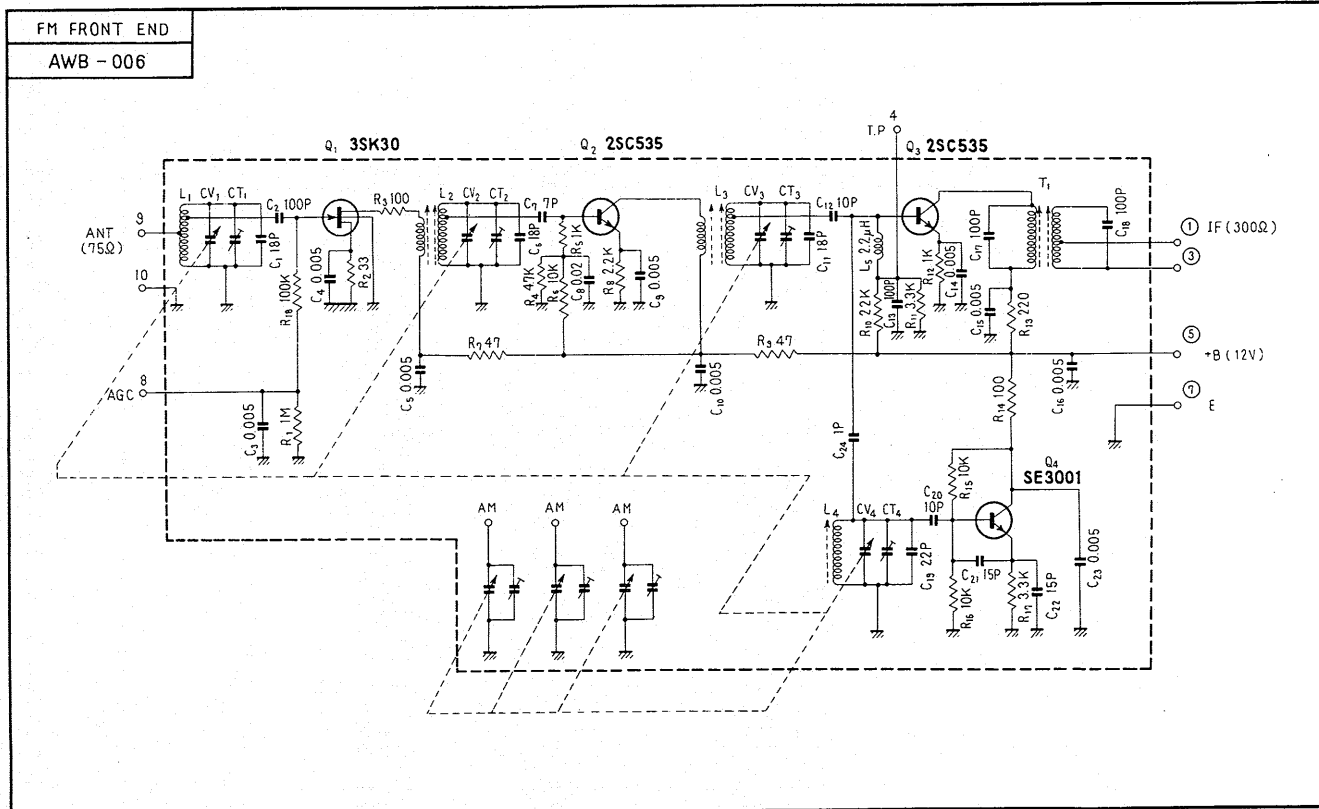 FM FRONT END
AWB-006
Q1 3SK30
Q2 2SC535
4
T.P
Q3 2SC535
L1 CV1 CT1
C2 100P
R3 100
L2 CV2 CT2
C7 7P
L3 CV3 CT3
C12 10P
T1
9
ANT
(75Ω)
10
C1 18P
C4 0.005
R2 33
R18 100K
C6 18P
R5 1K
R4 47K
R6 10K
C8 0.02
R8 2.2K
C9 0.005
C11 18P
L5 2.2μH
R10 22K
C13 100P
R11 3.3K
R12 1K
C14 0.005
C17 100P
C15 0.005
R13 220
C18 100P
1 IF (300Ω)
3
R7 47
R9 47
5
+B (12V)
8
AGC
C3 0.005
R1 1M
C5 0.005
C10 0.005
C16 0.005
R14 100
7
E
C24 1P
Q4
SE3001
R15 10K
C20
10P
L4 CV4 CT4
C19 22P
C21 15P
R16 10K
R17 3.3K
C22 15P
C23 0.005
AM AM AM